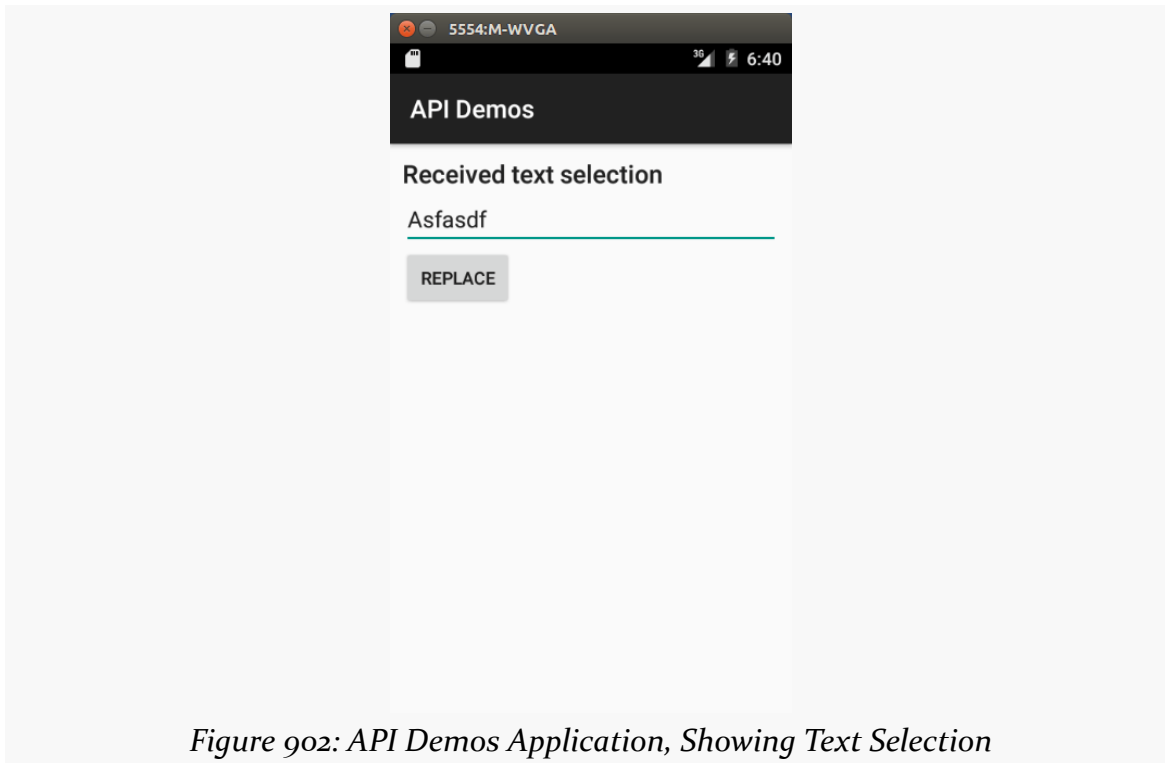 5554:M-WVGA
3G 6:40
API Demos
Received text selection
Asfasdf
REPLACE
Figure 902: API Demos Application, Showing Text Selection